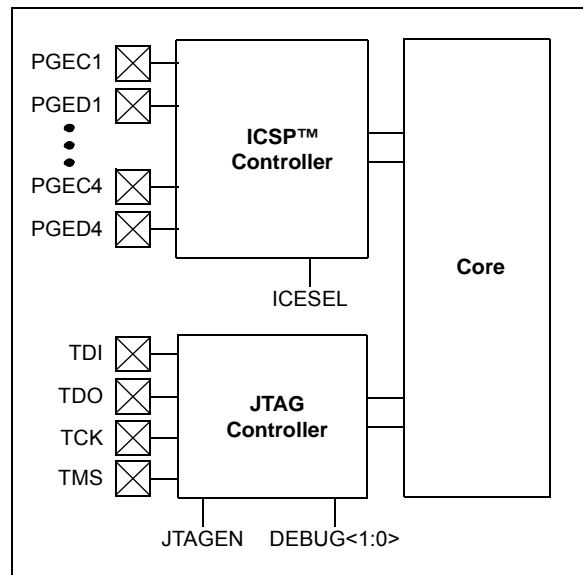 PGEC1
PGED1
ICSP™
Controller
PGEC4
PGED4
Core
ICESEL
TDI
TDO
JTAG
Controller
TCK
TMS
JTAGEN
DEBUG<1:0>